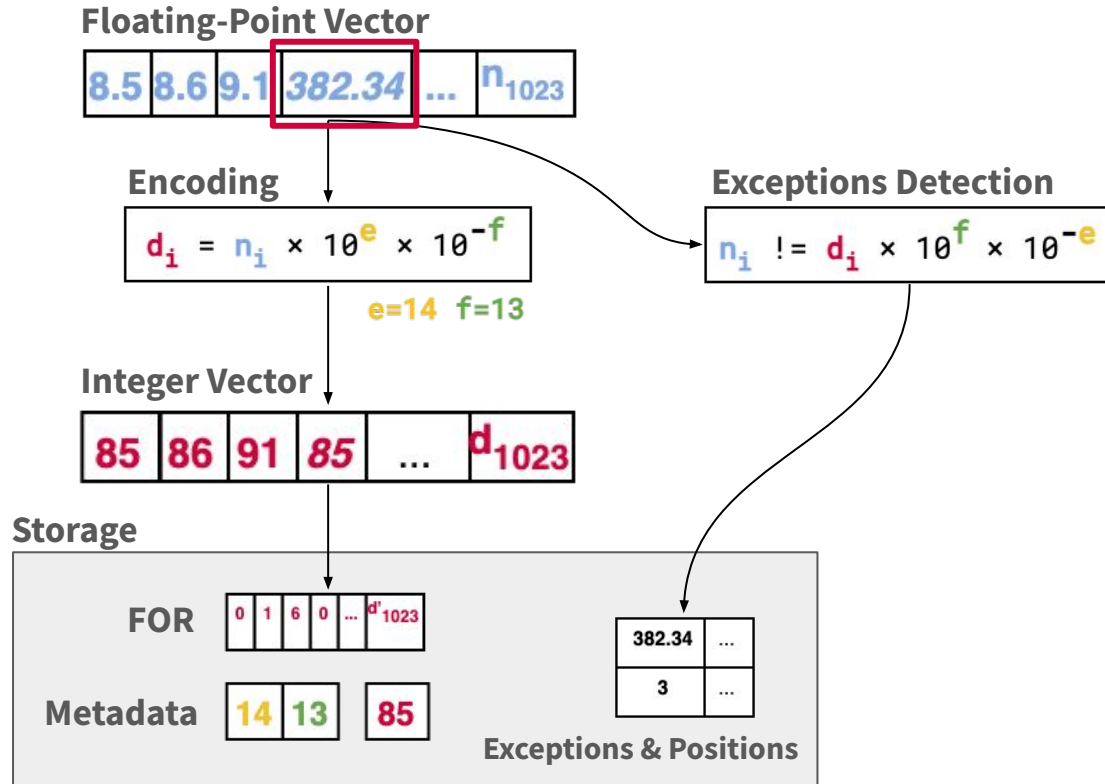 Floating-Point Vector
8.5 8.6 9.1 382.34 ... n₁₀₂₃
Encoding
Exceptions Detection
dᵢ = nᵢ × 10ᵉ × 10⁻ᶠ
nᵢ != dᵢ × 10ᶠ × 10⁻ᵉ
e=14 f=13
Integer Vector
85 86 91 85 ... d₁₀₂₃
Storage
FOR
0 1 6 0 ... d'₁₀₂₃
382.34 ...
3 ...
Metadata
14 13 85
Exceptions & Positions